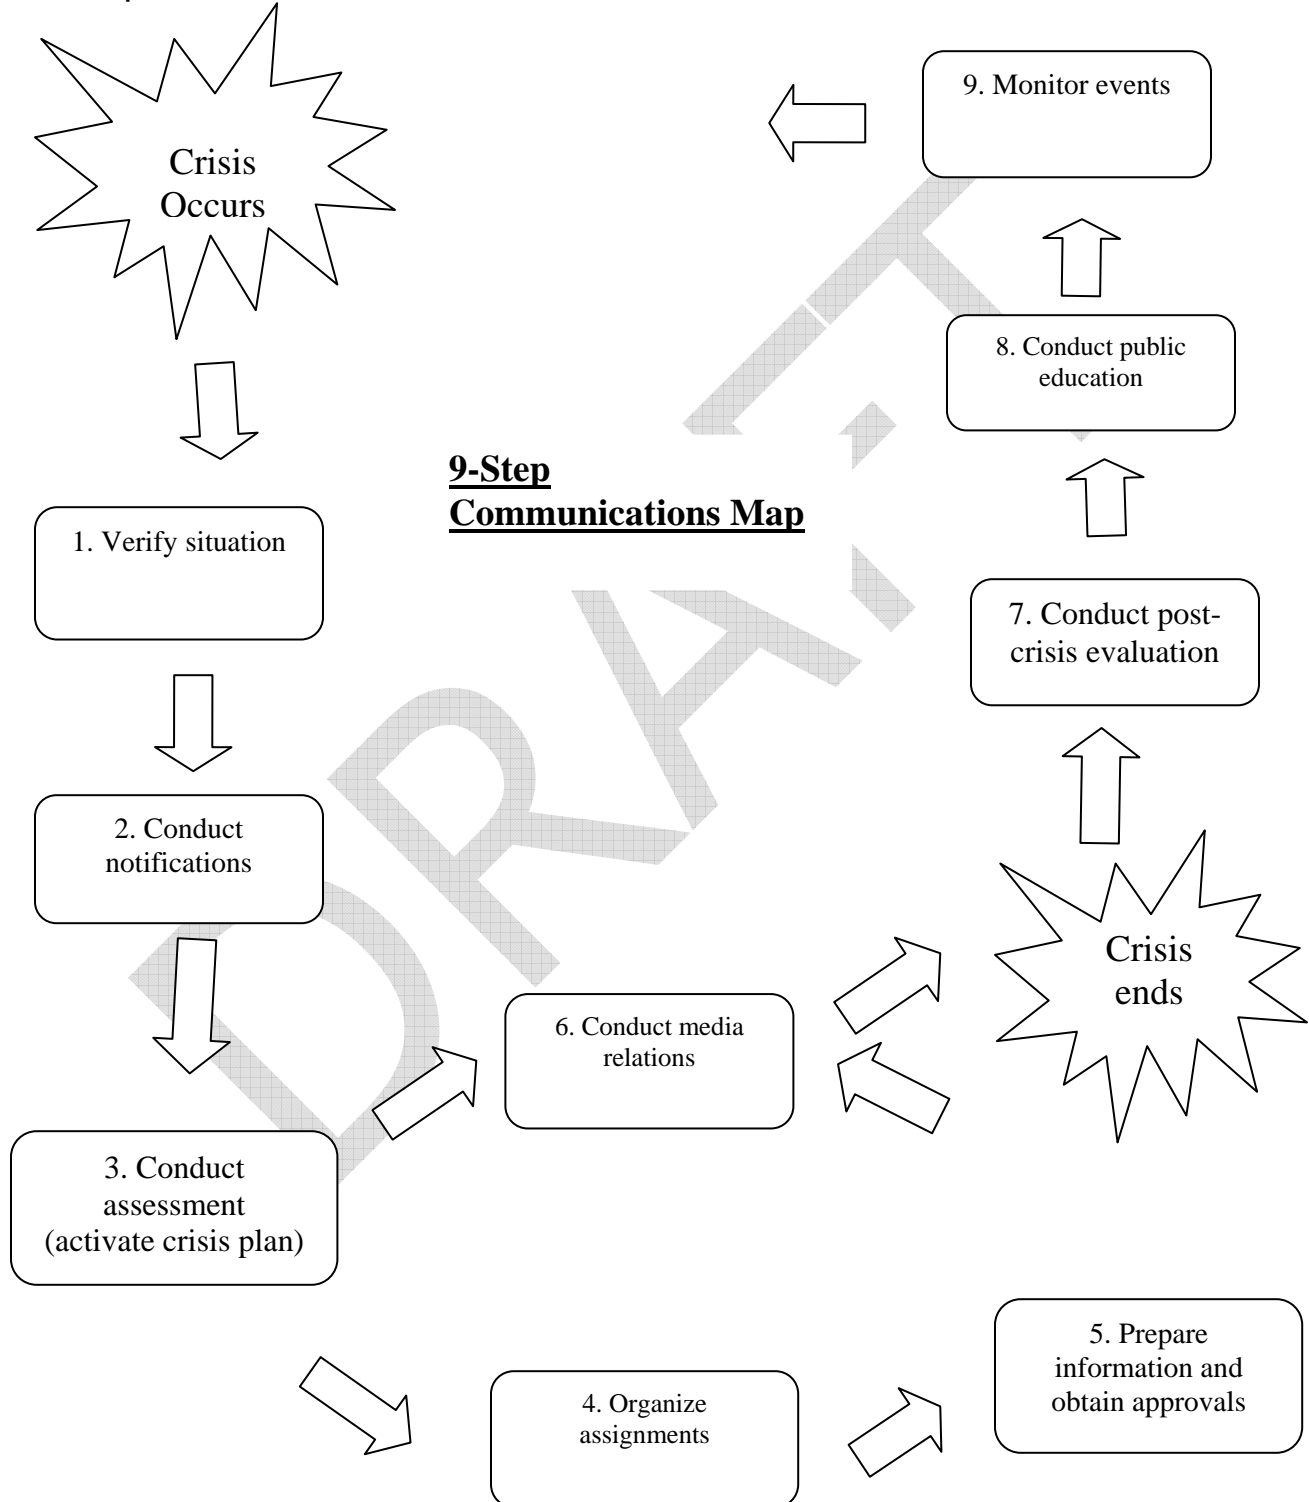 Crisis
Occurs
9-Step
Communications Map
1. Verify situation
2. Conduct
notifications
3. Conduct
assessment
(activate crisis plan)
4. Organize
assignments
5. Prepare
information and
obtain approvals
6. Conduct media
relations
Crisis
ends
7. Conduct post-
crisis evaluation
8. Conduct public
education
9. Monitor events
DRAFT